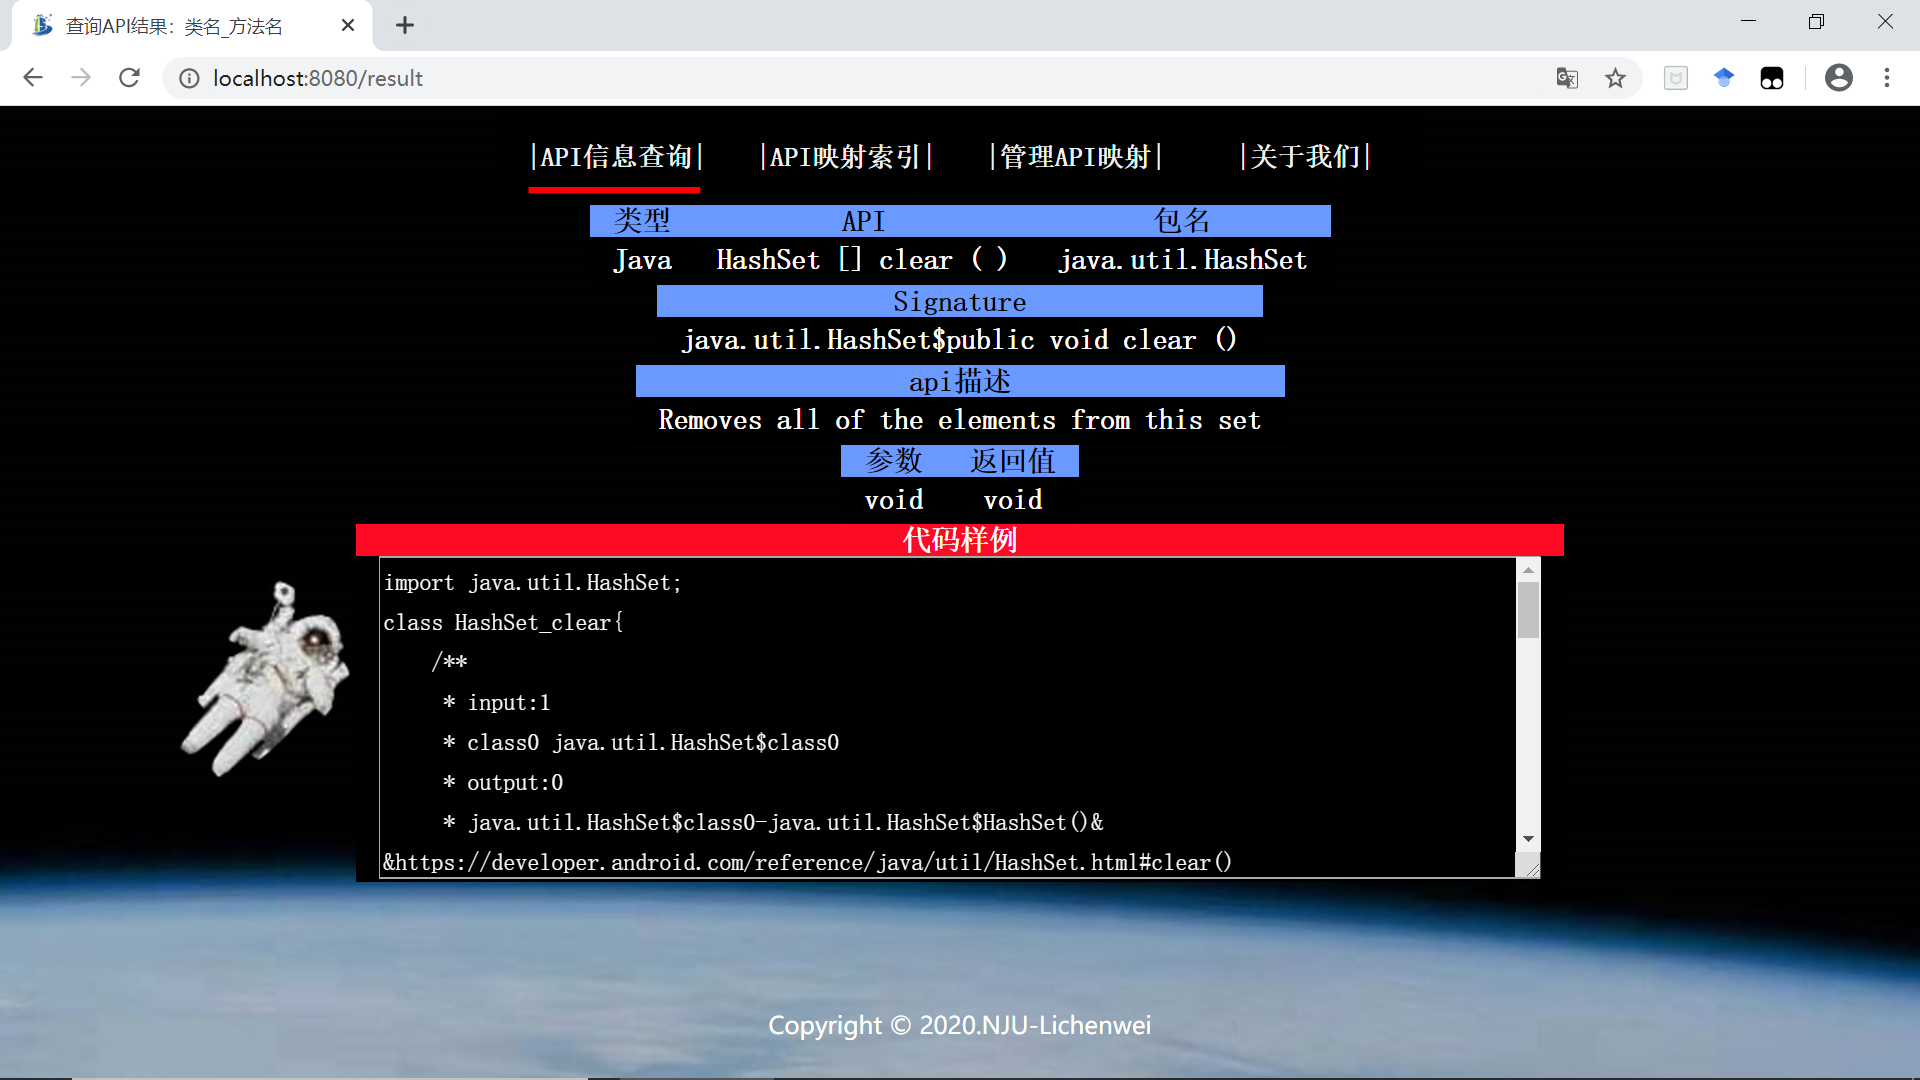 查询API结果：类名_方法名
localhost:8080/result
|API信息查询| |API映射索引| |管理API映射| |关于我们|
类型 API 包名
Java HashSet [] clear ( ) java.util.HashSet
Signature
java.util.HashSet$public void clear ()
api描述
Removes all of the elements from this set
参数 返回值
void void
代码样例
import java.util.HashSet;
class HashSet_clear{
/**
* input:1
* class0 java.util.HashSet$class0
* output:0
* java.util.HashSet$class0-java.util.HashSet$HashSet()&
&https://developer.android.com/reference/java/util/HashSet.html#clear()
Copyright © 2020.NJU-Lichenwei